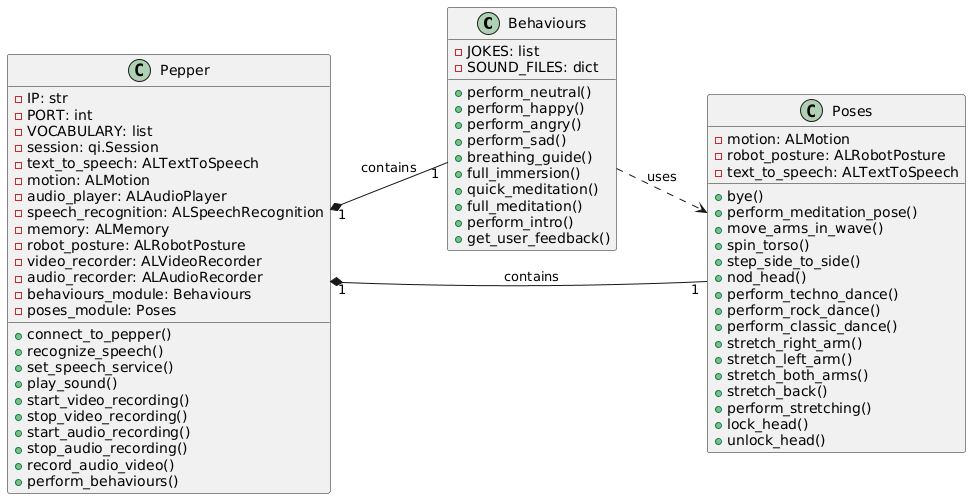 C Pepper
IP: str
PORT: int
VOCABULARY: list
session: qi.Session
text_to_speech: ALTextToSpeech
motion: ALMotion
audio_player: ALAudioPlayer
speech_recognition: ALSpeechRecognition
memory: ALMemory
robot_posture: ALRobotPosture
video_recorder: ALVideoRecorder
audio_recorder: ALAudioRecorder
behaviours_module: Behaviours
poses_module: Poses
connect_to_pepper()
recognize_speech()
set_speech_service()
play_sound()
start_video_recording()
stop_video_recording()
start_audio_recording()
stop_audio_recording()
record_audio_video()
perform_behaviours()
contains
1
1
contains
1
1
C Behaviours
JOKES: list
SOUND_FILES: dict
perform_neutral()
perform_happy()
perform_angry()
perform_sad()
breathing_guide()
full_immersion()
quick_meditation()
full_meditation()
perform_intro()
get_user_feedback()
uses
C Poses
motion: ALMotion
robot_posture: ALRobotPosture
text_to_speech: ALTextToSpeech
bye()
perform_meditation_pose()
move_arms_in_wave()
spin_torso()
step_side_to_side()
nod_head()
perform_techno_dance()
perform_rock_dance()
perform_classic_dance()
stretch_right_arm()
stretch_left_arm()
stretch_both_arms()
stretch_back()
perform_stretching()
lock_head()
unlock_head()